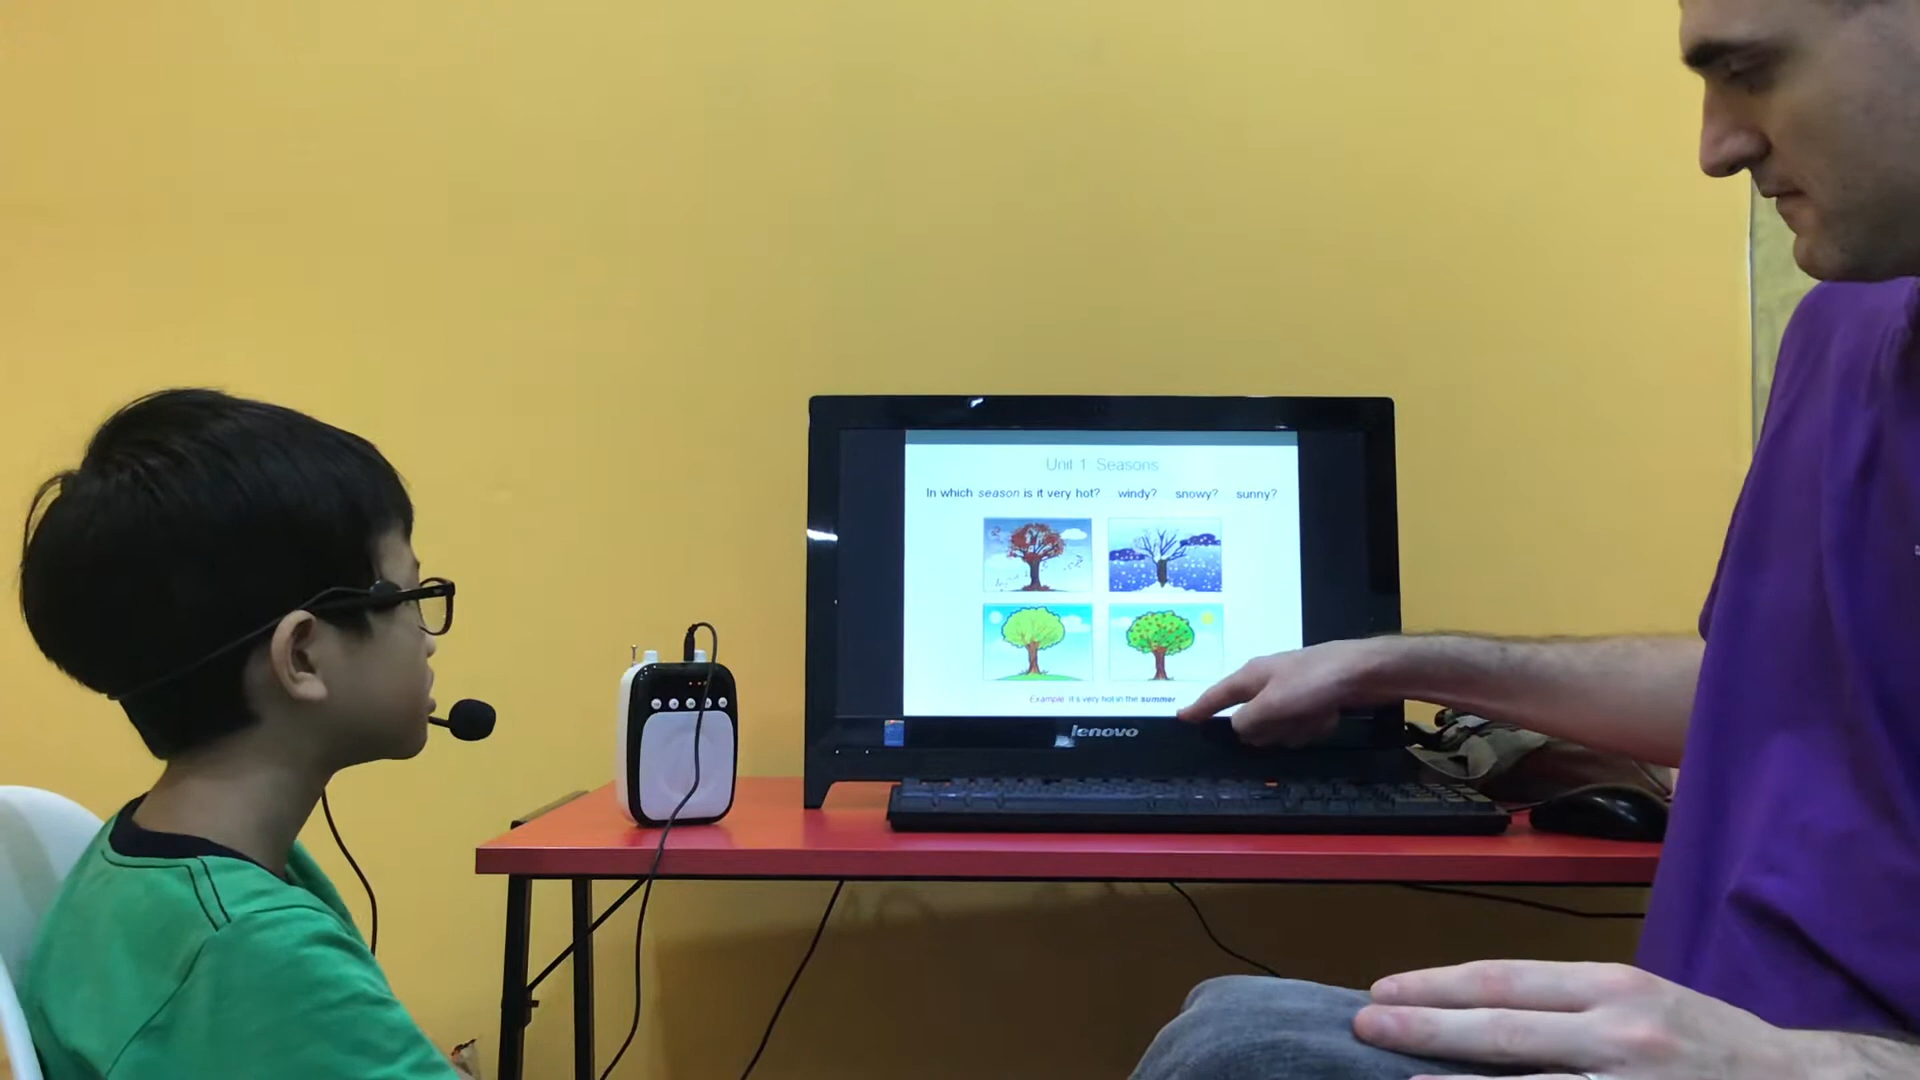 Unit 1: Seasons
In which season is it very hot? ...windy? ...snowy? ...sunny?
Example: It's very hot in the summer
lenovo